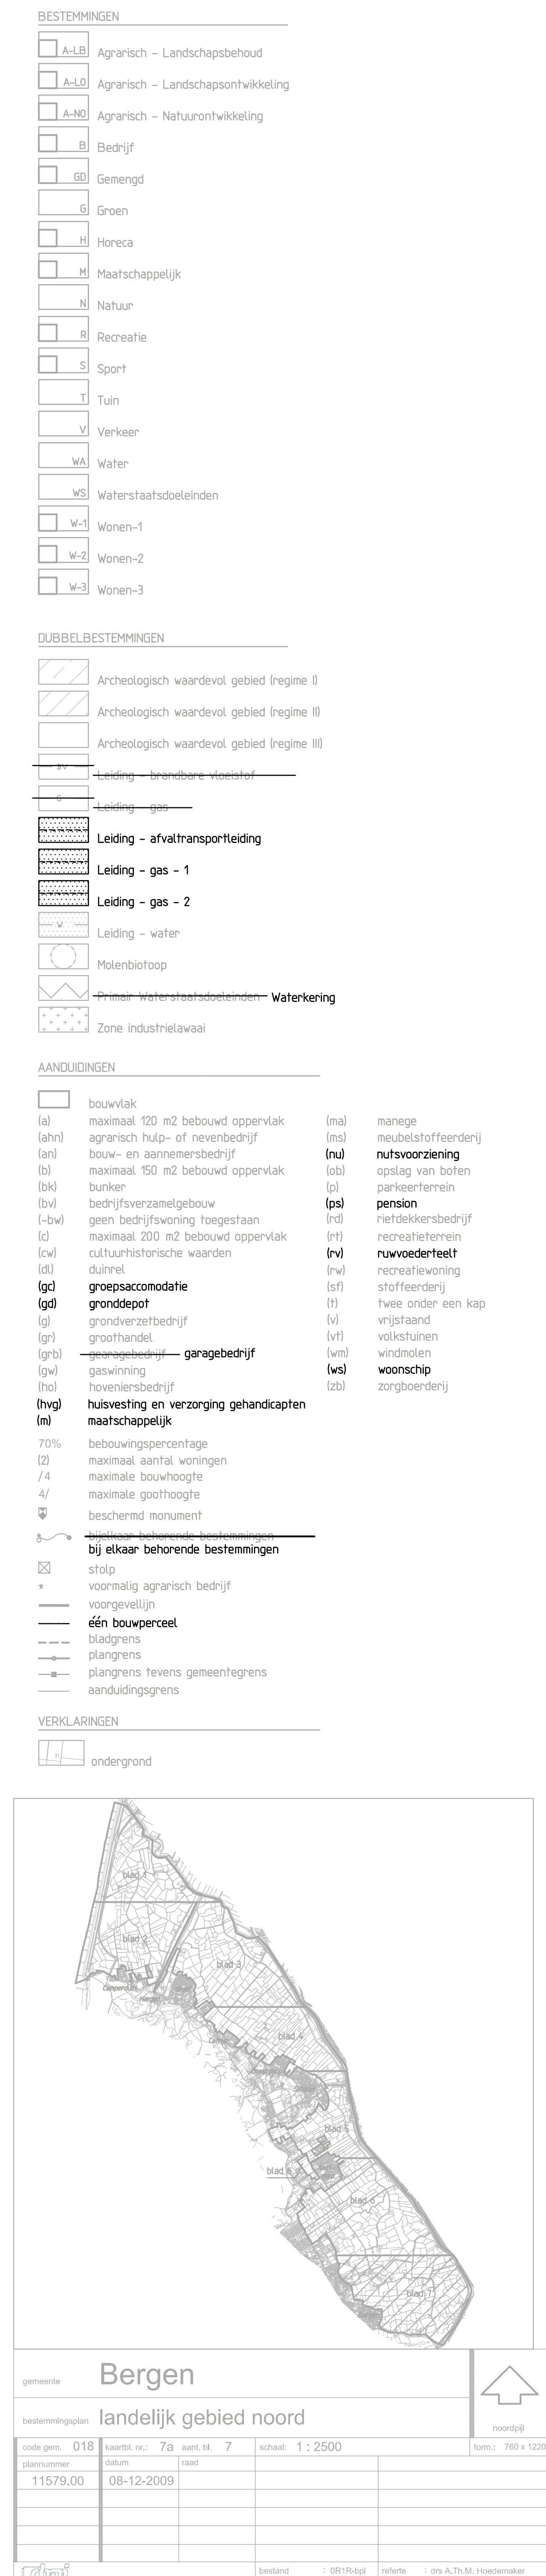 BESTEMMINGEN
A-LB Agrarisch - Landschapsbehoud
A-LO Agrarisch - Landschapsontwikkeling
A-NO Agrarisch - Natuurontwikkeling
B Bedrijf
GD Gemengd
G Groen
H Horeca
M Maatschappelijk
N Natuur
R Recreatie
S Sport
T Tuin
V Verkeer
WA Water
WS Waterstaatsdoeleinden
W-1 Wonen-1
W-2 Wonen-2
W-3 Wonen-3
DUBBELBESTEMMINGEN
Archeologisch waardevol gebied (regime I)
Archeologisch waardevol gebied (regime II)
Archeologisch waardevol gebied (regime III)
BV Leiding - brandbare vloeistof
G Leiding - gas
Leiding - afvaltransportleiding
Leiding - gas - 1
Leiding - gas - 2
W Leiding - water
Molenbiotoop
Primair Waterstaatsdoeleinden Waterkering
Zone industrielawaai
AANDUIDINGEN
bouwvlak
(a) maximaal 120 m2 bebouwd oppervlak
(ahn) agrarisch hulp- of nevenbedrijf
(an) bouw- en aannemersbedrijf
(b) maximaal 150 m2 bebouwd oppervlak
(bk) bunker
(bv) bedrijfsverzamelgebouw
(-bw) geen bedrijfswoning toegestaan
(c) maximaal 200 m2 bebouwd oppervlak
(cw) cultuurhistorische waarden
(dl) duinrel
(gc) groepsaccomodatie
(gd) gronddepot
(g) grondverzetbedrijf
(gr) groothandel
(grb) gearagebedrijf garagebedrijf
(gw) gaswinning
(ho) hoveniersbedrijf
(hvg) huisvesting en verzorging gehandicapten
(m) maatschappelijk
(ma) manege
(ms) meubelstoffeerderij
(nu) nutsvoorziening
(ob) opslag van boten
(p) parkeerterrein
(ps) pension
(rd) rietdekkersbedrijf
(rt) recreatieterrein
(rv) ruwvoederteelt
(rw) recreatiewoning
(sf) stoffeerderij
(t) twee onder een kap
(v) vrijstaand
(vt) volkstuinen
(wm) windmolen
(ws) woonschip
(zb) zorgboerderij
70% bebouwingspercentage
(2) maximaal aantal woningen
/4 maximale bouwhoogte
4/ maximale goothoogte
beschermd monument
bijelkaar behorende bestemmingen
bij elkaar behorende bestemmingen
stolp
* voormalig agrarisch bedrijf
voorgevellijn
één bouwperceel
bladgrens
plangrens
plangrens tevens gemeentegrens
aanduidingsgrens
VERKLARINGEN
ondergrond
blad 1
blad 2
blad 3
Camperduin
blad 4
blad 5
blad 6
blad 7
gemeente Bergen
bestemmingsplan landelijk gebied noord
noordpijl
code gem. 018 kaartbl. nr.: 7a aant. bl. 7 schaal: 1 : 2500 form.: 760 x 1220
plannummer datum raad
11579.00 08-12-2009
bestand : 0R1R-bpl referte : drs A.Th.M. Hoedemaker